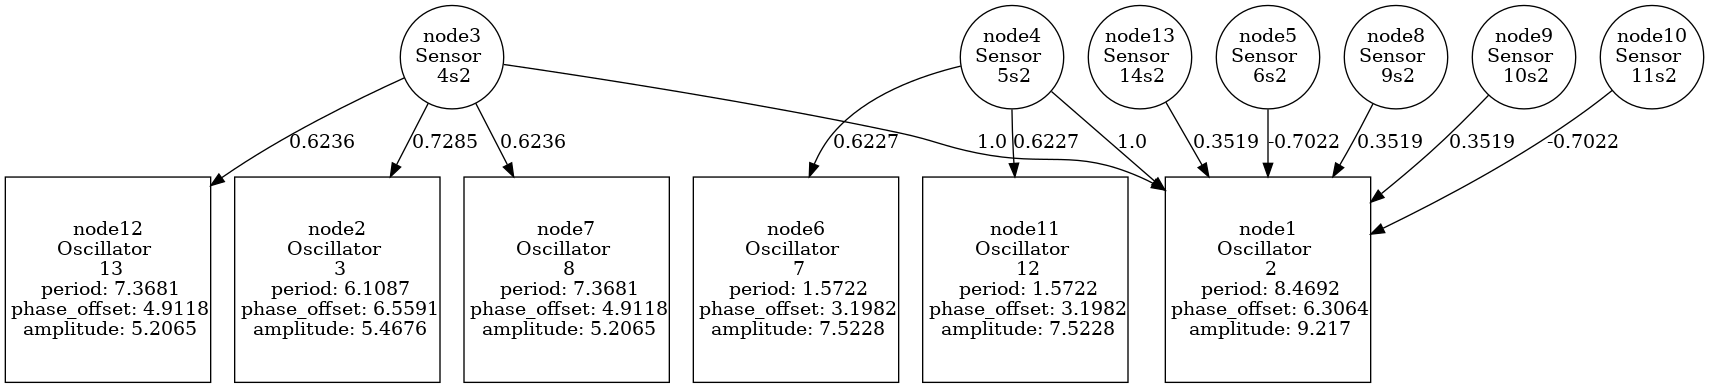 node3
Sensor
4s2
node4
Sensor
5s2
node13
Sensor
14s2
node5
Sensor
6s2
node8
Sensor
9s2
node9
Sensor
10s2
node10
Sensor
11s2
0.6236
0.7285
0.6236
1.0
0.6227
0.6227
1.0
0.3519
-0.7022
0.3519
0.3519
-0.7022
node12
Oscillator
13
period: 7.3681
phase_offset: 4.9118
amplitude: 5.2065
node2
Oscillator
3
period: 6.1087
phase_offset: 6.5591
amplitude: 5.4676
node7
Oscillator
8
period: 7.3681
phase_offset: 4.9118
amplitude: 5.2065
node6
Oscillator
7
period: 1.5722
phase_offset: 3.1982
amplitude: 7.5228
node11
Oscillator
12
period: 1.5722
phase_offset: 3.1982
amplitude: 7.5228
node1
Oscillator
2
period: 8.4692
phase_offset: 6.3064
amplitude: 9.217